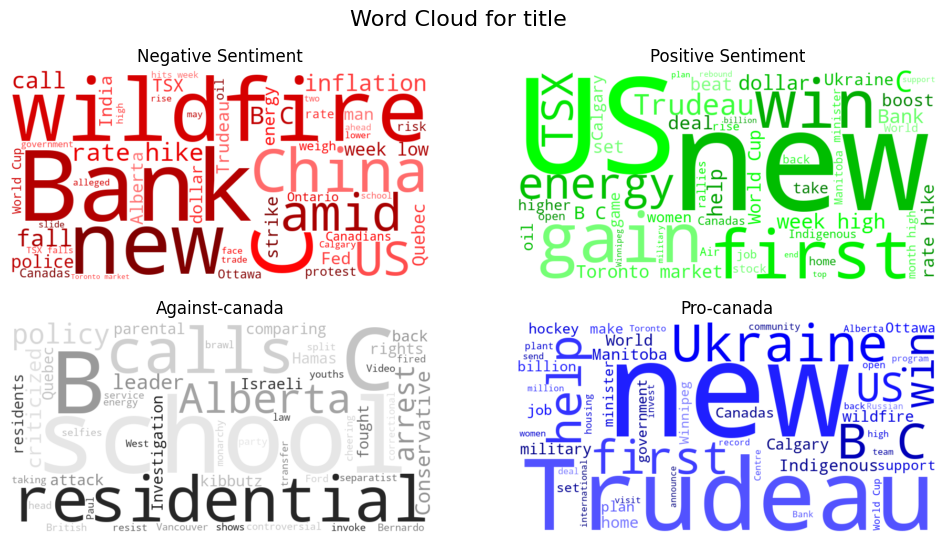 Word Cloud for title
Negative Sentiment
Positive Sentiment
call
TSX
hits week
inflation
India
high
rise
oil
wildfire
may
B C
energy
rate
two
man
ahead
lower
risk
government
World Cup
rate hike
Trudeau
weigh
week low
Bank
alleged
Alberta
dollar
China
Ontario
school
new
C
strike
amid
Quebec
slide
fall
TSX falls
police
Canadas
Toronto market
face
trade
Ottawa
Canadians
Calgary
Fed
US
protest
TSX
Calgary
US
plan
rebound
beat
dollar
Ukraine
C
support
Trudeau
win
minister
boost
billion
deal
rise
Bank
World
set
new
energy
higher
open
B C
women
game
Winnipeg
military
rallies
help
World Cup
back
take
Manitoba
Canadas
week high
Indigenous
rate hike
oil
gain
Toronto market
Air
stock
job
first
end
home
top
month high
Against-canada
Pro-canada
policy
parental
comparing
C
back
rights
fired
Video
calls
brawl
split
Hamas
Quebec
criticized
B
leader
Israeli
youths
residents
service
energy
Alberta
law
arrest
Conservative
school
selfies
West
Investigation
monarchy
party
cheering
correctional
fought
taking
attack
kibbutz
transfer
Ford
separatist
head
Paul
residential
British
resist
Vancouver
shows
controversial
invoke
Bernardo
hockey
make
Toronto
community
Alberta
Ottawa
plant
send
World
Manitoba
Ukraine
open
program
billion
help
minister
new
US
win
million
back
Russian
job
housing
government
invest
Winnipeg
Canadas
wildfire
women
military
first
record
Calgary
B C
high
team
deal
international
set
Centre
Indigenous
support
Trudeau
plan
visit
home
announce
Bank
World Cup